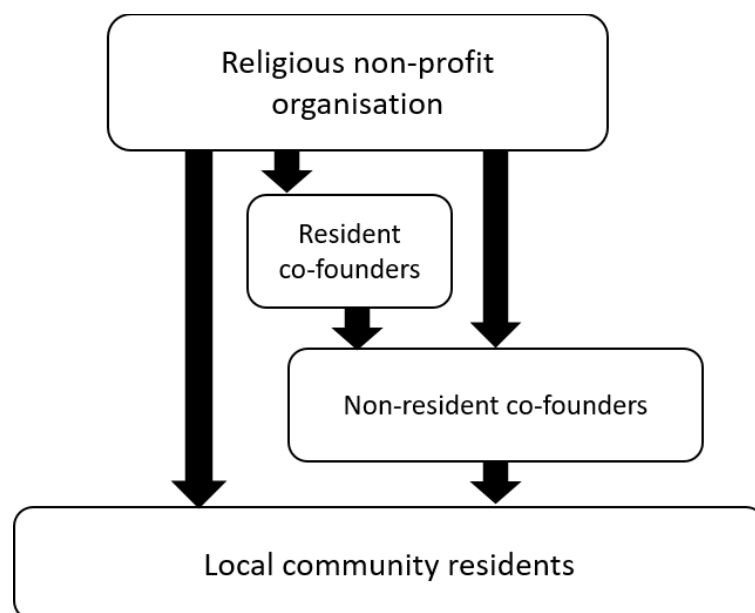 Religious non-profit
organisation
Resident
co-founders
Non-resident co-founders
Local community residents